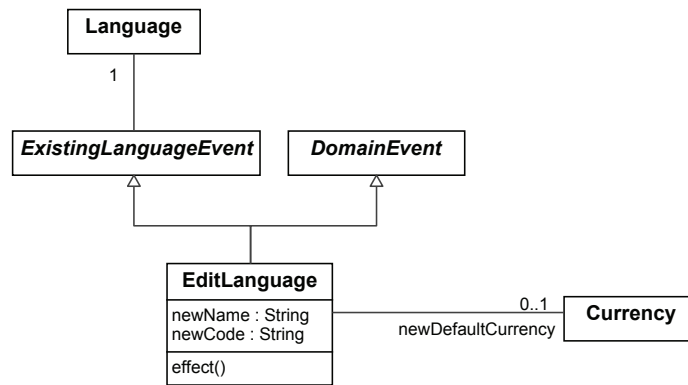 Language
1
ExistingLanguageEvent
DomainEvent
EditLanguage
newName : String
newCode : String
effect()
0..1
newDefaultCurrency
Currency